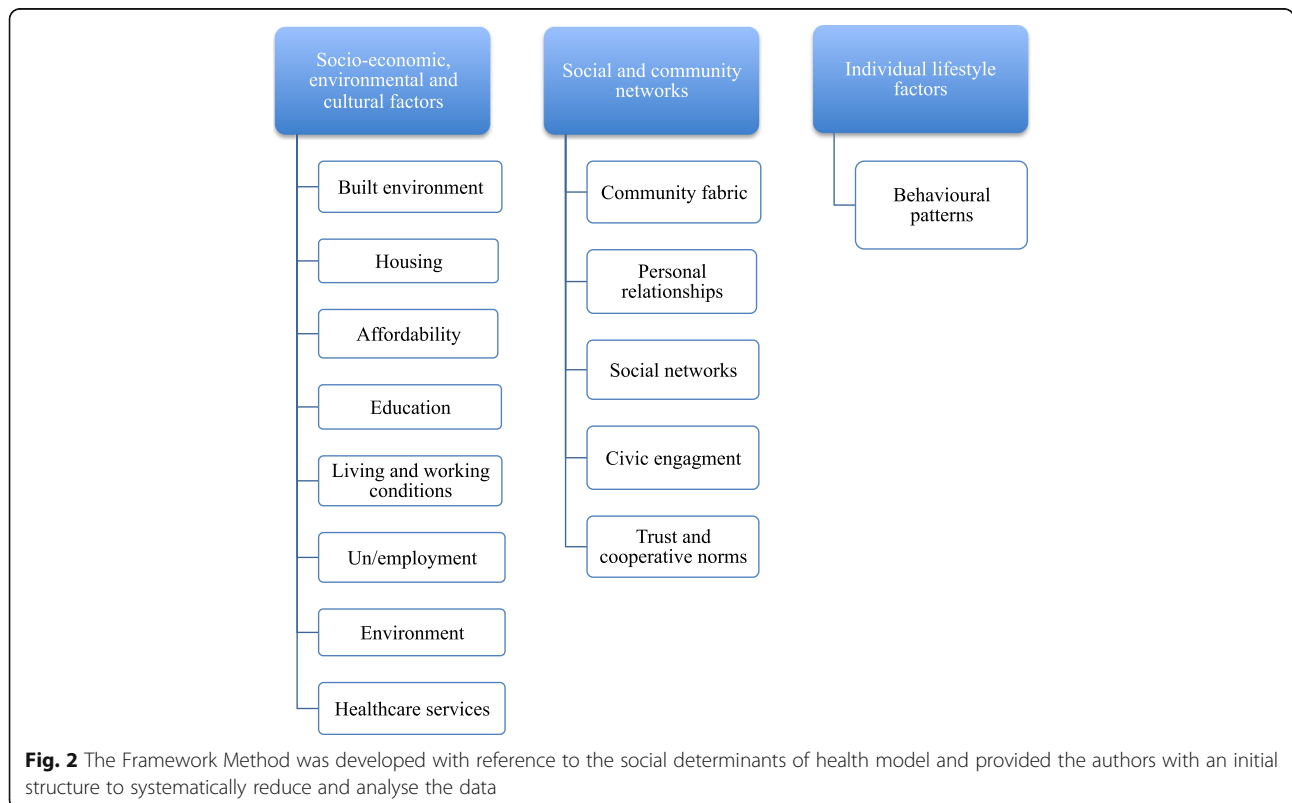 Socio-economic,
environmental and
cultural factors
Built environment
Housing
Affordability
Education
Living and working
conditions
Un/employment
Environment
Healthcare services
Social and community
networks
Community fabric
Personal
relationships
Social networks
Civic engagment
Trust and
cooperative norms
Individual lifestyle
factors
Behavioural
patterns
Fig. 2 The Framework Method was developed with reference to the social determinants of health model and provided the authors with an initial
structure to systematically reduce and analyse the data